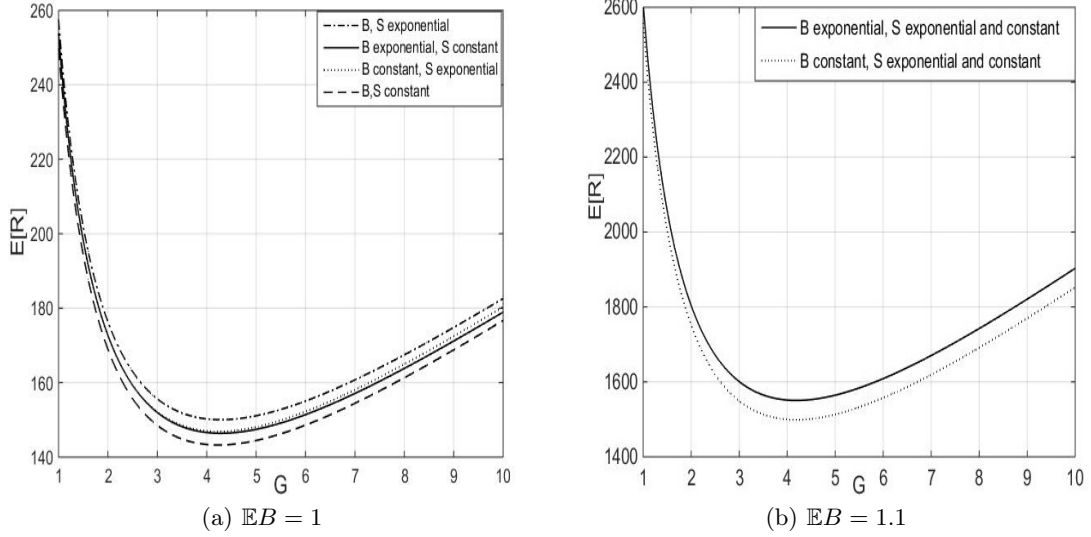 260
240
220
200
180
160
140
E[R]
B, S exponential
B exponential, S constant
B constant, S exponential
B,S constant
1 2 3 4 5 6 7 8 9 10
G
(a) 𝔼B = 1
2600
2400
2200
2000
1800
1600
1400
E[R]
B exponential, S exponential and constant
B constant, S exponential and constant
1 2 3 4 5 6 7 8 9 10
G
(b) 𝔼B = 1.1